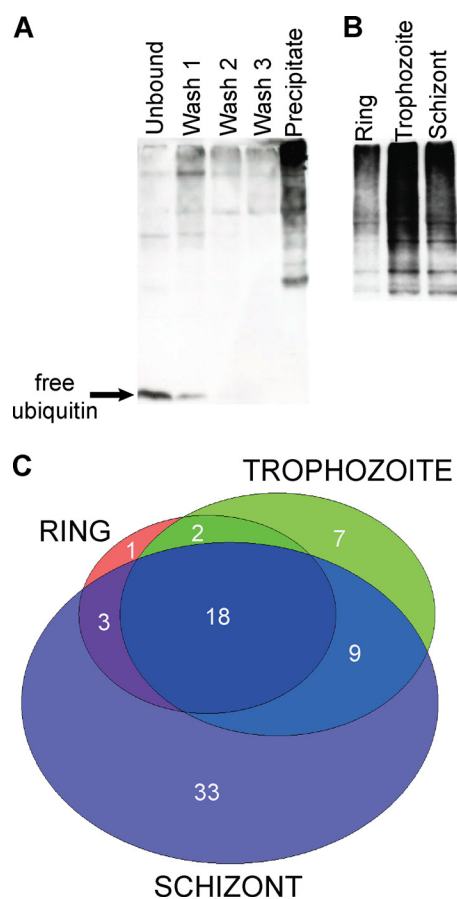 A
Unbound
Wash 1
Wash 2
Wash 3
Precipitate
free
ubiquitin
B
Ring
Trophozoite
Schizont
C
TROPHOZOITE
RING
1
2
7
3
18
9
33
SCHIZONT